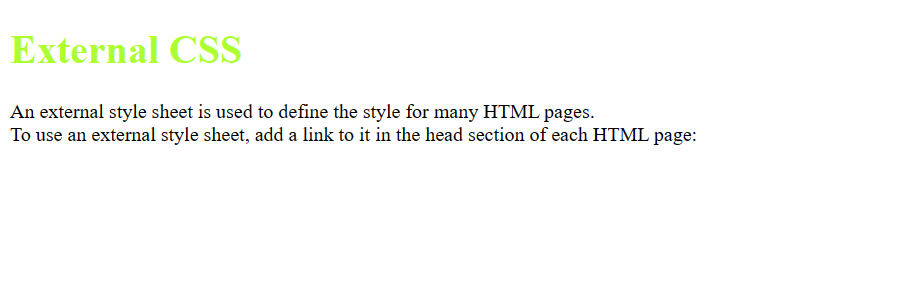 External CSS
An external style sheet is used to define the style for many HTML pages.
To use an external style sheet, add a link to it in the head section of each HTML page: